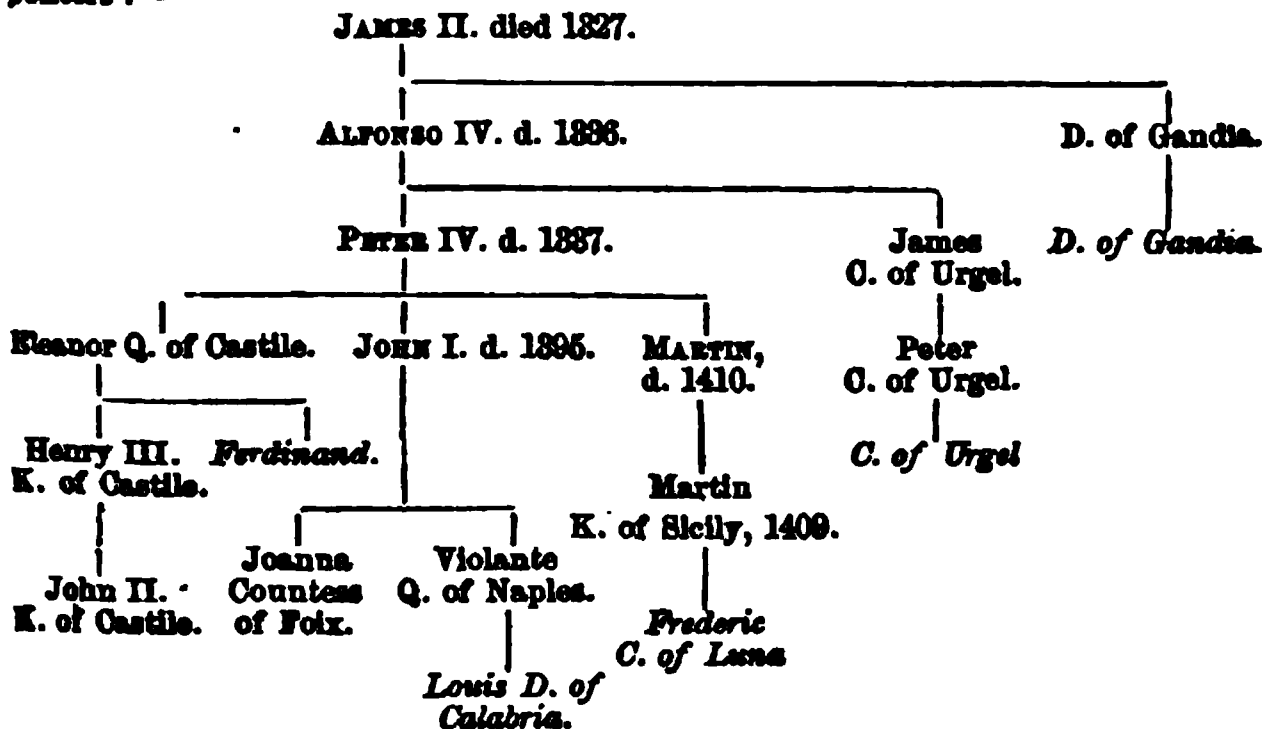 JAMES II. died 1327.
ALFONSO IV. d. 1336.
D. of Gandia.
PETER IV. d. 1387.
James
C. of Urgel.
D. of Gandia.
Eleanor Q. of Castile.
JOHN I. d. 1395.
MARTIN,
d. 1410.
Peter
C. of Urgel.
Henry III.
K. of Castile.
Ferdinand.
C. of Urgel
Martin
K. of Sicily, 1409.
John II.
K. of Castile.
Joanna
Countess
of Foix.
Violante
Q. of Naples.
Frederic
C. of Luna
Louis D. of
Calabria.